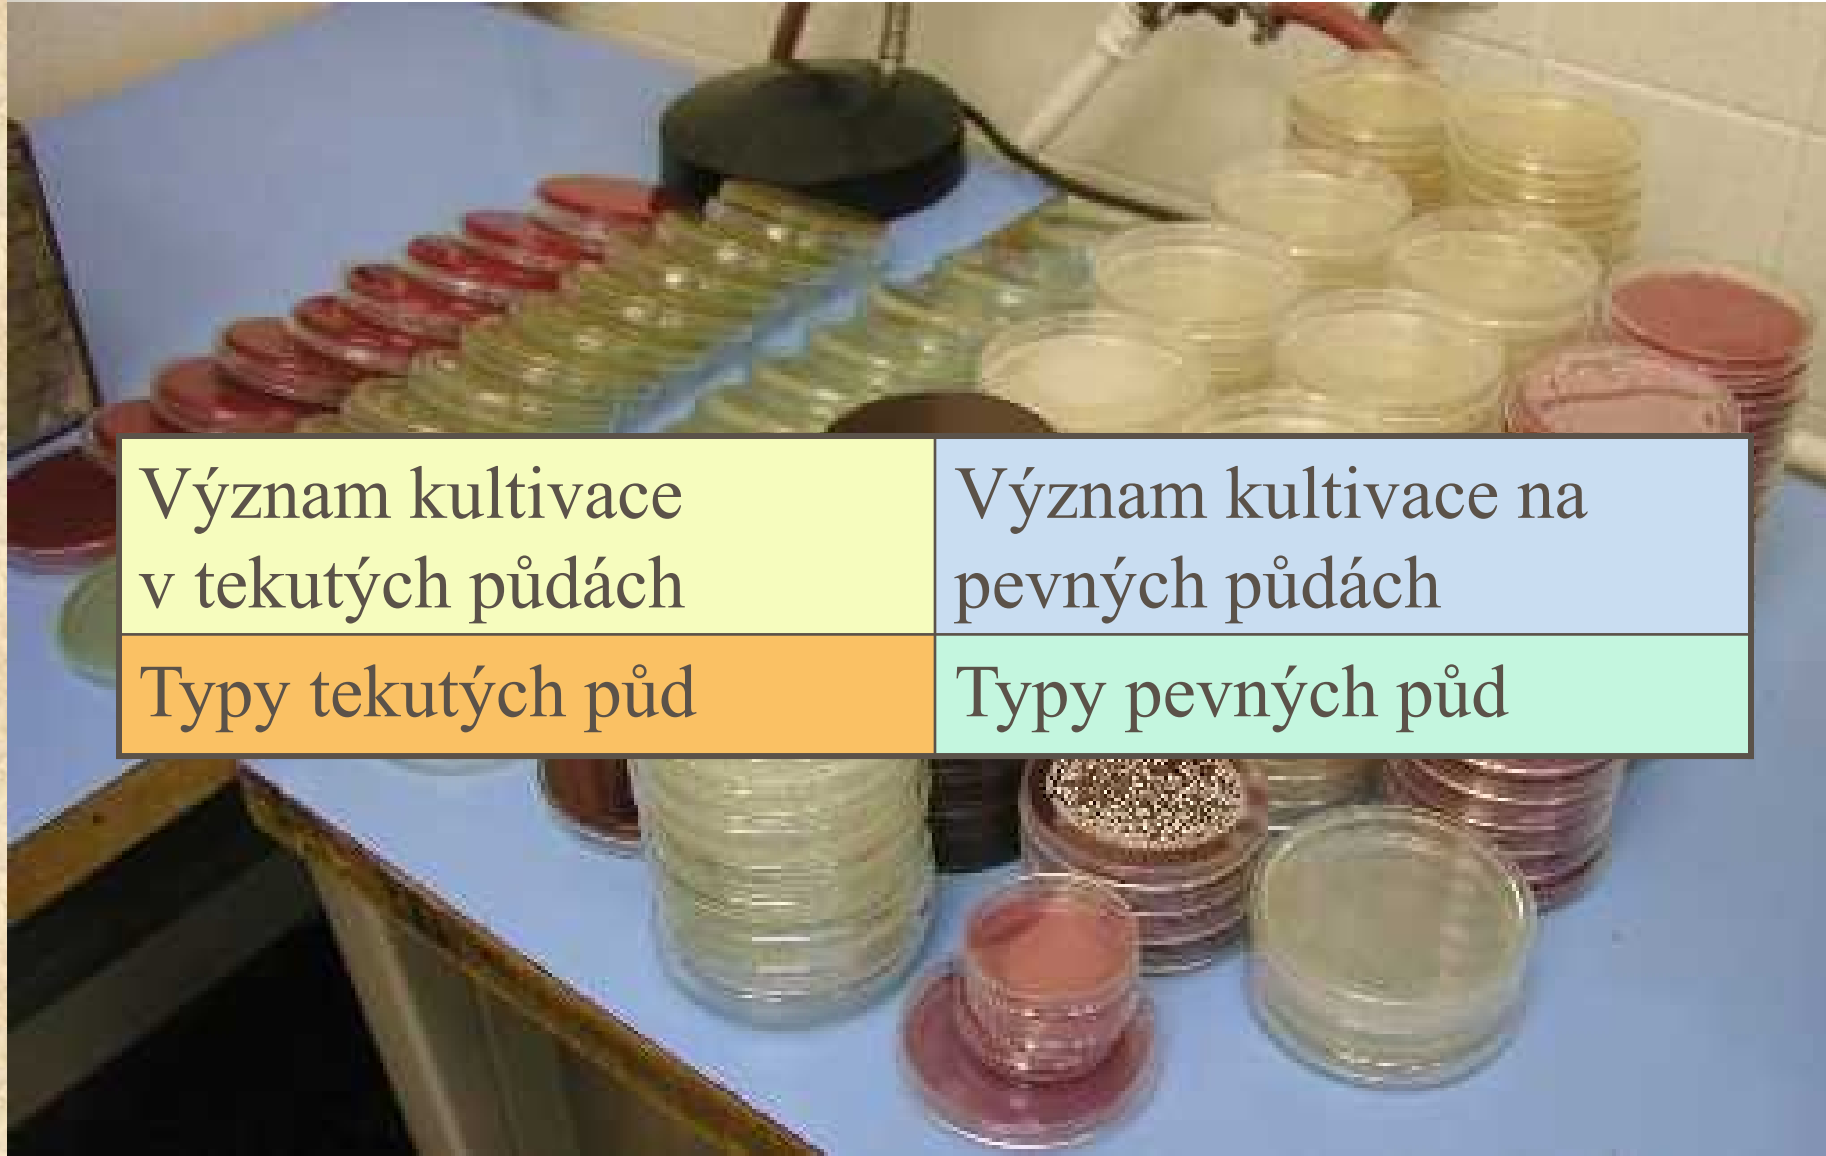 Význam kultivace
v tekutých půdách
Význam kultivace na
pevných půdách
Typy tekutých půd
Typy pevných půd